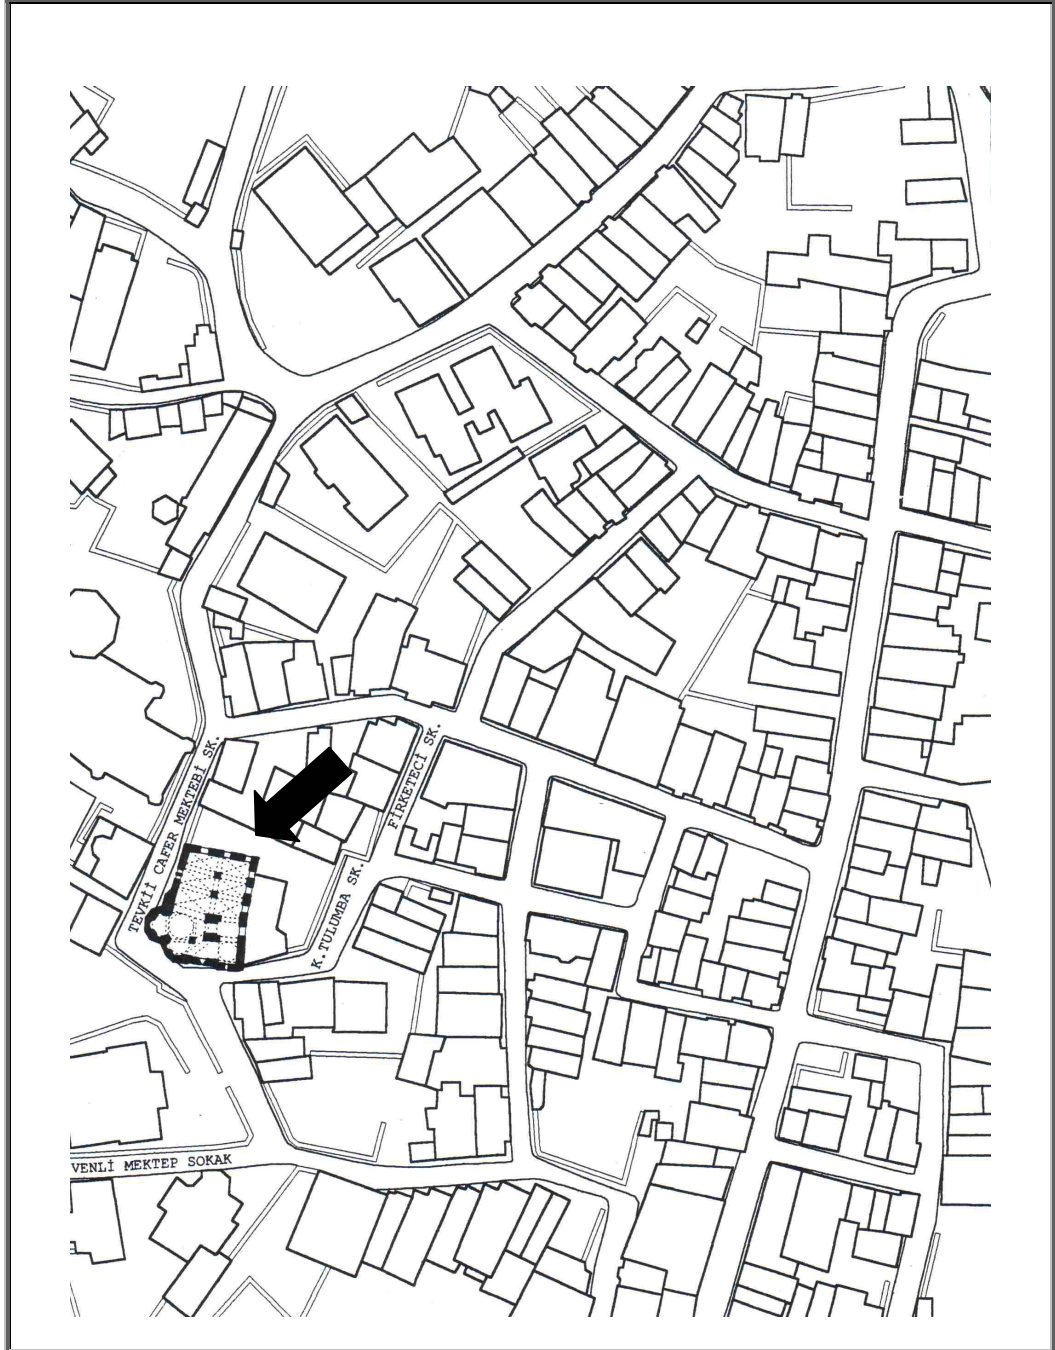 TEVKİİ CAFER MEKTEBİ SK.
FİRKETECİ SK.
K.TULUMBA SK.
VENLİ MEKTEP SOKAK